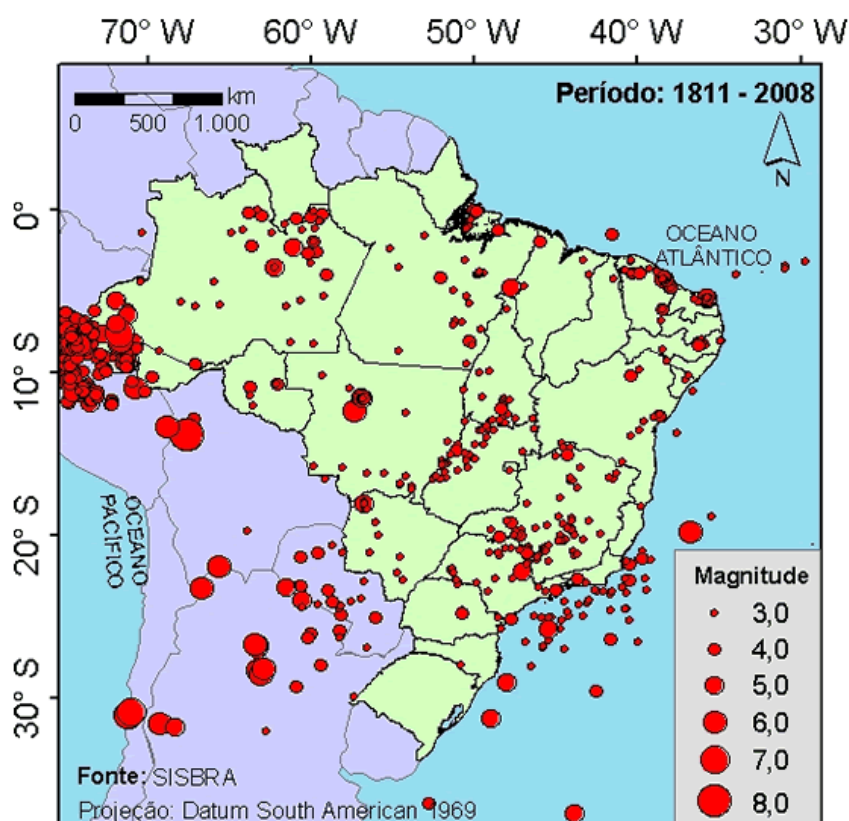 70° W 60° W 50° W 40° W 30° W
km
Período: 1811 - 2008
0 500 1.000
N
0°
OCEANO
ATLÂNTICO
10° S
OCEANO
PACÍFICO
20° S
Magnitude
3,0
4,0
5,0
30° S
6,0
7,0
Fonte: SISBRA
8,0
Projeção: Datum South American 1969